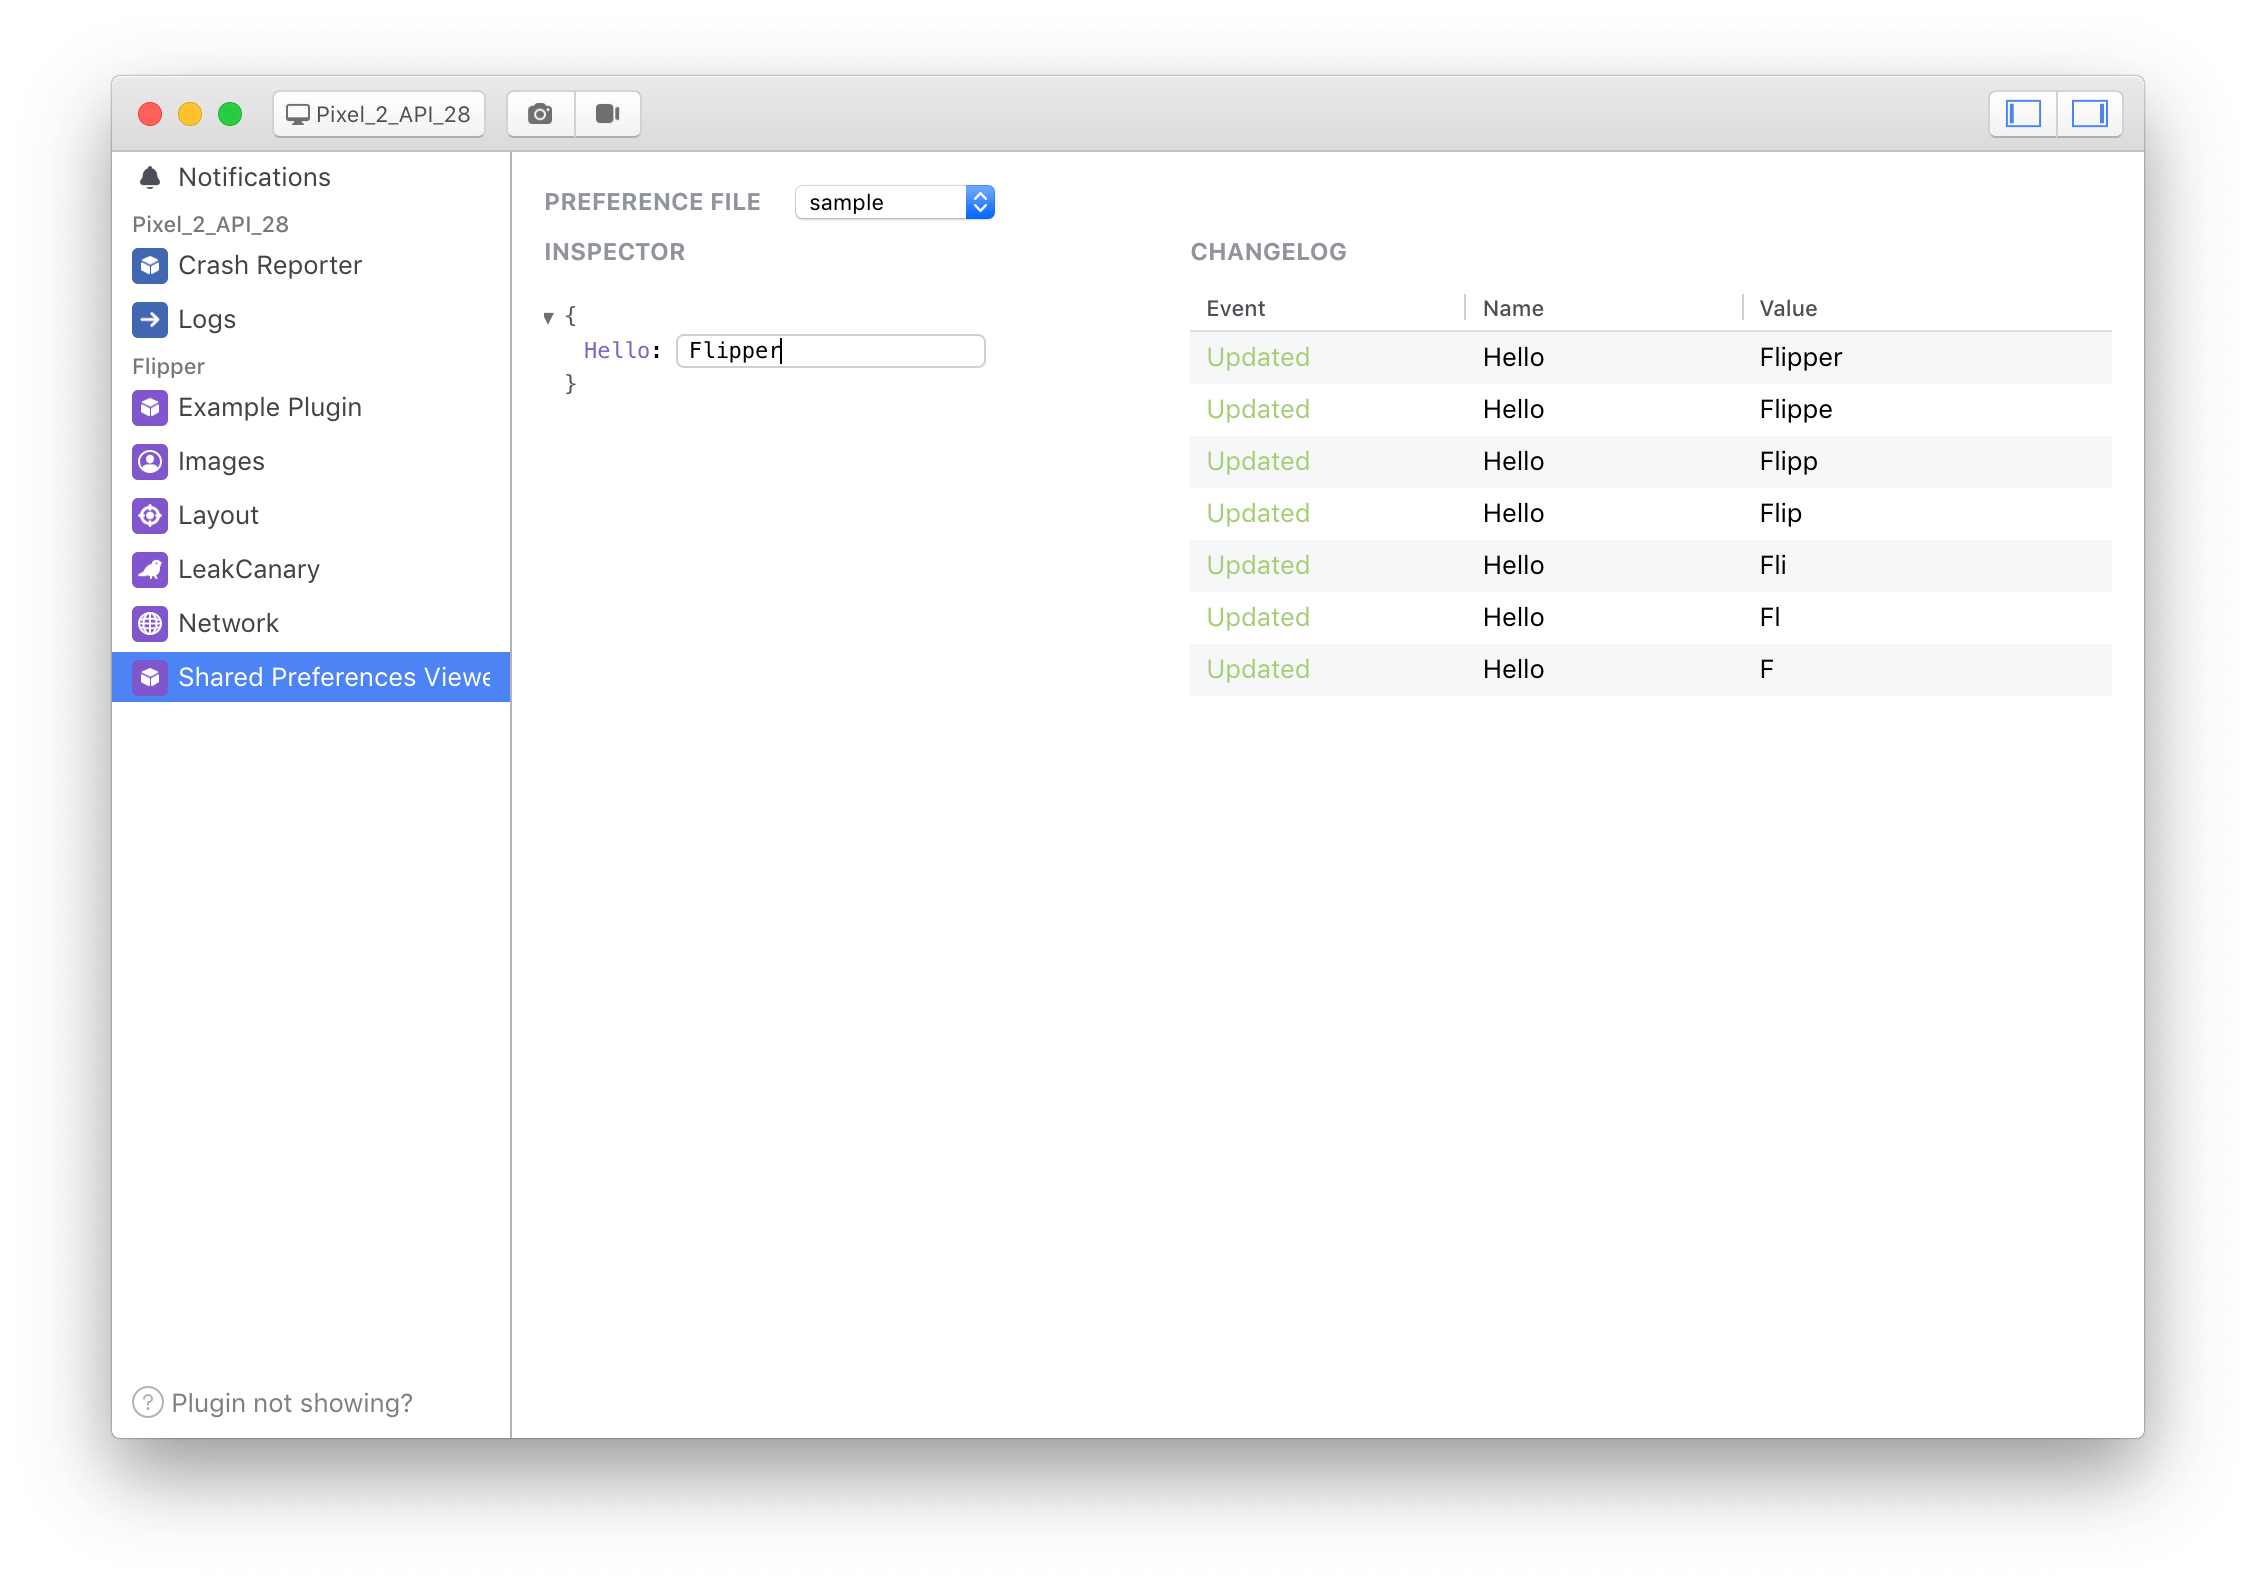 Pixel_2_API_28
Notifications
Pixel_2_API_28
Crash Reporter
Logs
Flipper
Example Plugin
Images
Layout
LeakCanary
Network
Shared Preferences Viewe
? Plugin not showing?
PREFERENCE FILE sample
INSPECTOR
▼ {
Hello: Flipper
}
CHANGELOG
Event Name Value
Updated Hello Flipper
Updated Hello Flippe
Updated Hello Flipp
Updated Hello Flip
Updated Hello Fli
Updated Hello Fl
Updated Hello F